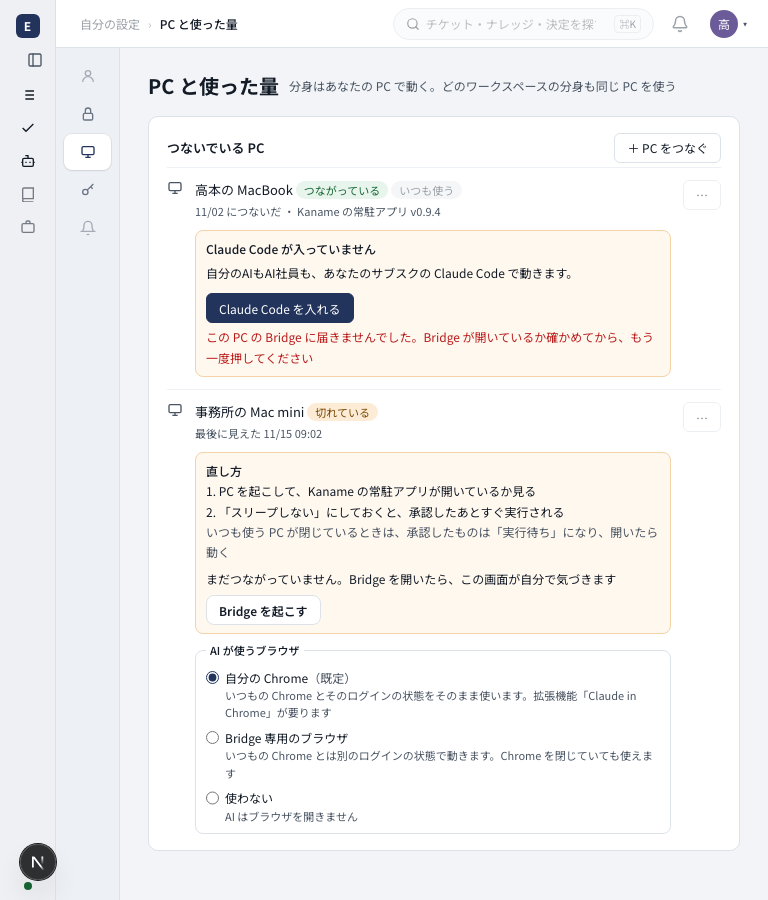 E
自分の設定 › PC と使った量
チケット・ナレッジ・決定を探す
⌘K
高
PC と使った量 分身はあなたの PC で動く。どのワークスペースの分身も同じ PC を使う
つないでいる PC
＋ PC をつなぐ
高本の MacBook つながっている いつも使う
…
11/02 につないだ ・ Kaname の常駐アプリ v0.9.4
Claude Code が入っていません
自分のAIもAI社員も、あなたのサブスクの Claude Code で動きます。
Claude Code を入れる
この PC の Bridge に届きませんでした。Bridge が開いているか確かめてから、もう
一度押してください
事務所の Mac mini 切れている
…
最後に見えた 11/15 09:02
直し方
1. PC を起こして、Kaname の常駐アプリが開いているか見る
2. 「スリープしない」にしておくと、承認したあとすぐ実行される
いつも使う PC が閉じているときは、承認したものは「実行待ち」になり、開いたら
動く
まだつながっていません。Bridge を開いたら、この画面が自分で気づきます
Bridge を起こす
AI が使うブラウザ
自分の Chrome（既定）
いつもの Chrome とそのログインの状態をそのまま使います。拡張機能「Claude in
Chrome」が要ります
Bridge 専用のブラウザ
いつもの Chrome とは別のログインの状態で動きます。Chrome を閉じていても使えま
す
使わない
AI はブラウザを開きません
N